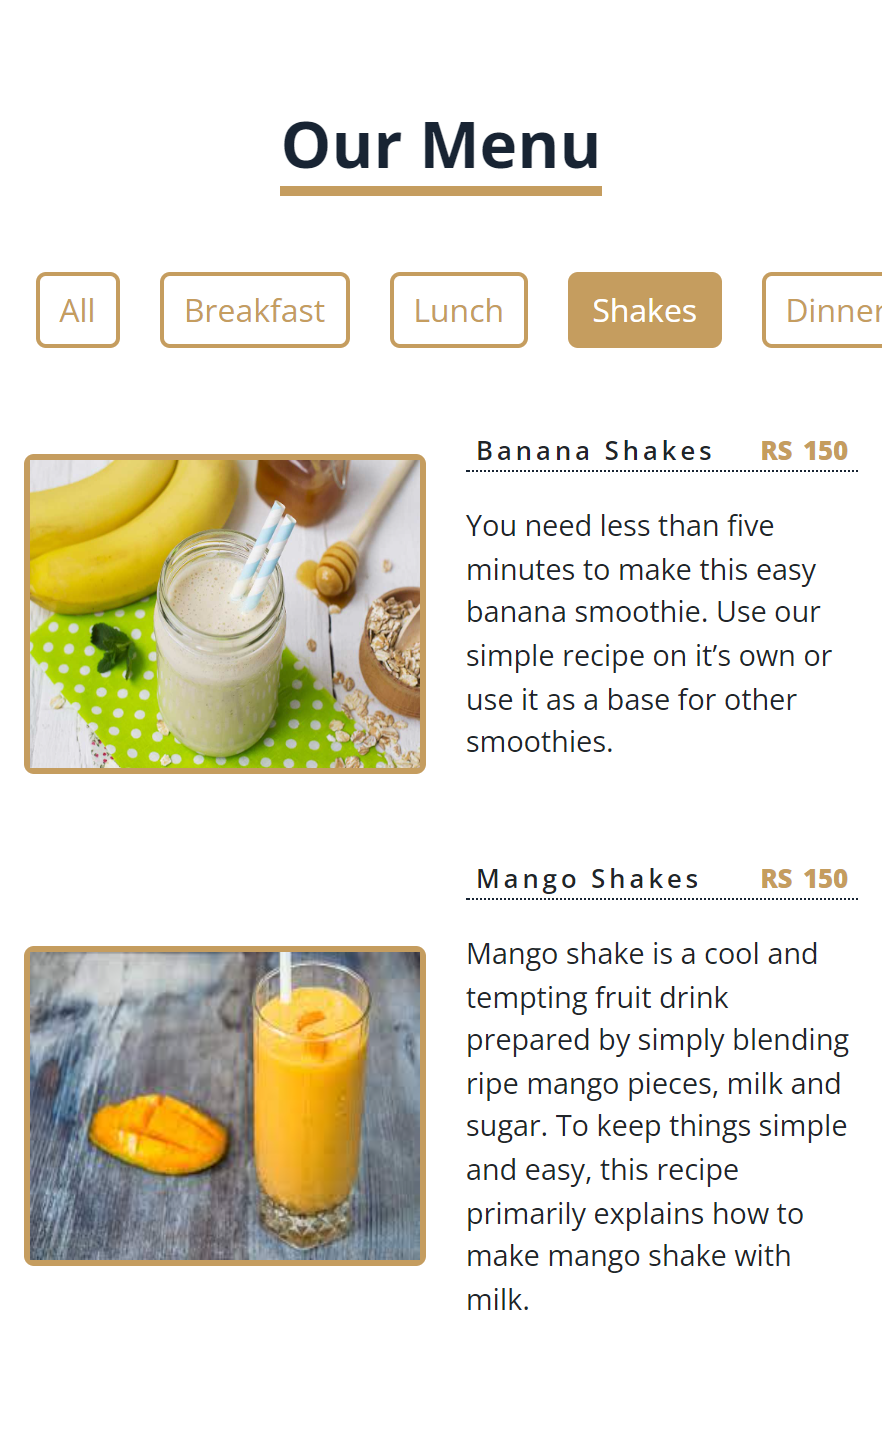 Our Menu
All
Breakfast
Lunch
Shakes
Dinner
Banana Shakes RS 150
You need less than five
minutes to make this easy
banana smoothie. Use our
simple recipe on it’s own or
use it as a base for other
smoothies.
Mango Shakes RS 150
Mango shake is a cool and
tempting fruit drink
prepared by simply blending
ripe mango pieces, milk and
sugar. To keep things simple
and easy, this recipe
primarily explains how to
make mango shake with
milk.